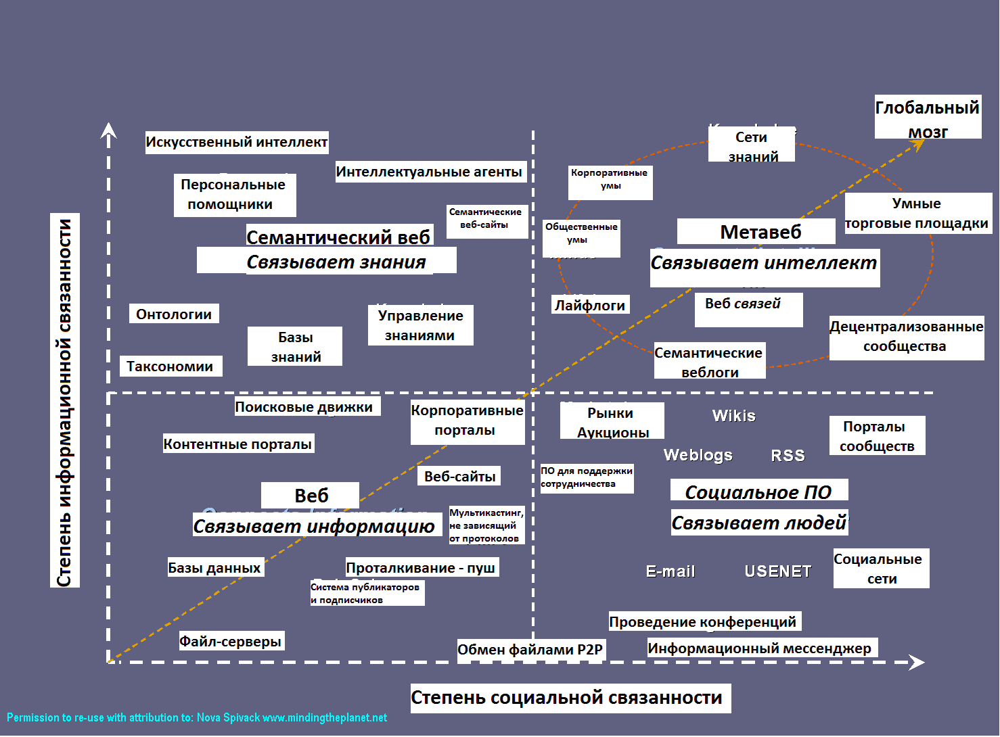 Глобальный
мозг
Искусственный интеллект
Сети
знаний
Интеллектуальные агенты
Корпоративные
умы
Персональные
помощники
Умные
торговые площадки
Семантические
веб-сайты
Общественные
умы
Метавеб
Семантический веб
Связывает знания
Связывает интеллект
Веб связей
Лайфлоги
Онтологии
Управление
знаниями
Базы
знаний
Децентрализованные
сообщества
Семантические
веблоги
Таксономии
Степень информационной связанности
Поисковые движки
Корпоративные
порталы
Рынки
Аукционы
Wikis
Порталы
сообществ
Контентные порталы
Weblogs
RSS
Веб-сайты
ПО для поддержки
сотрудничества
Веб
Социальное ПО
Связывает информацию
Мультикастинг,
не зависящий
от протоколов
Связывает людей
Базы данных
Проталкивание - пуш
E-mail
USENET
Социальные
сети
Система публикаторов
и подписчиков
Проведение конференций
Файл-серверы
Обмен файлами P2P
Информационный мессенджер
Степень социальной связанности
Permission to re-use with attribution to: Nova Spivack www.mindingtheplanet.net